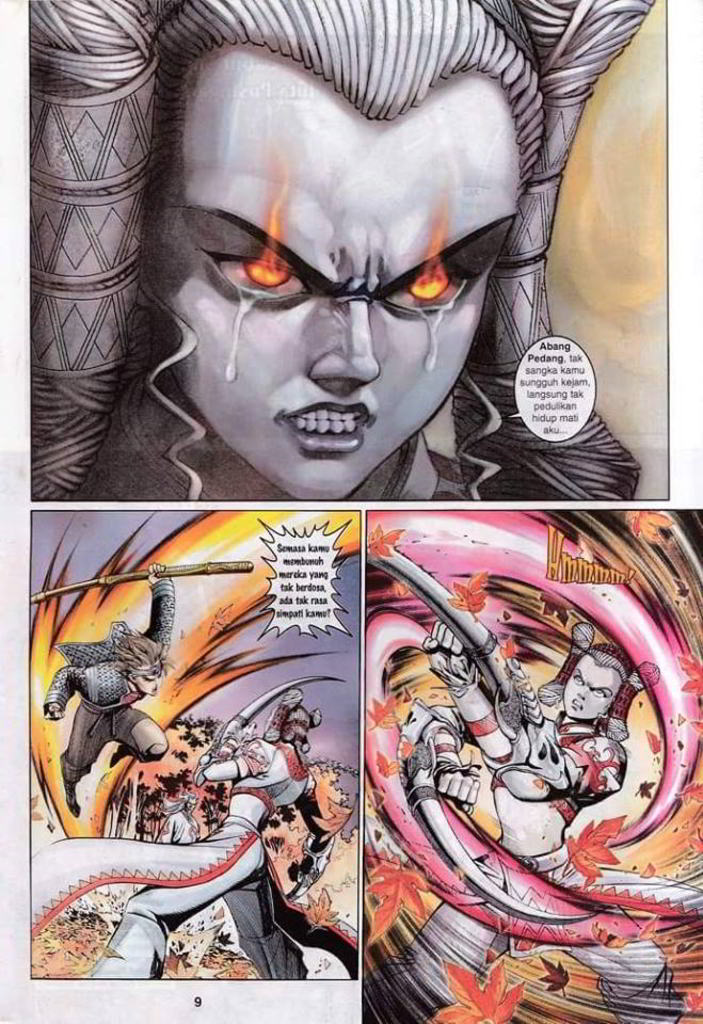 Abang
Pedang, tak
sangka kamu
sungguh kejam,
langsung tak
pedulikan
hidup mati
aku...
Semasa kamu
membunuh
mereka yang
tak berdosa,
ada tak rasa
simpati kamu?
Hmmmmm!
9